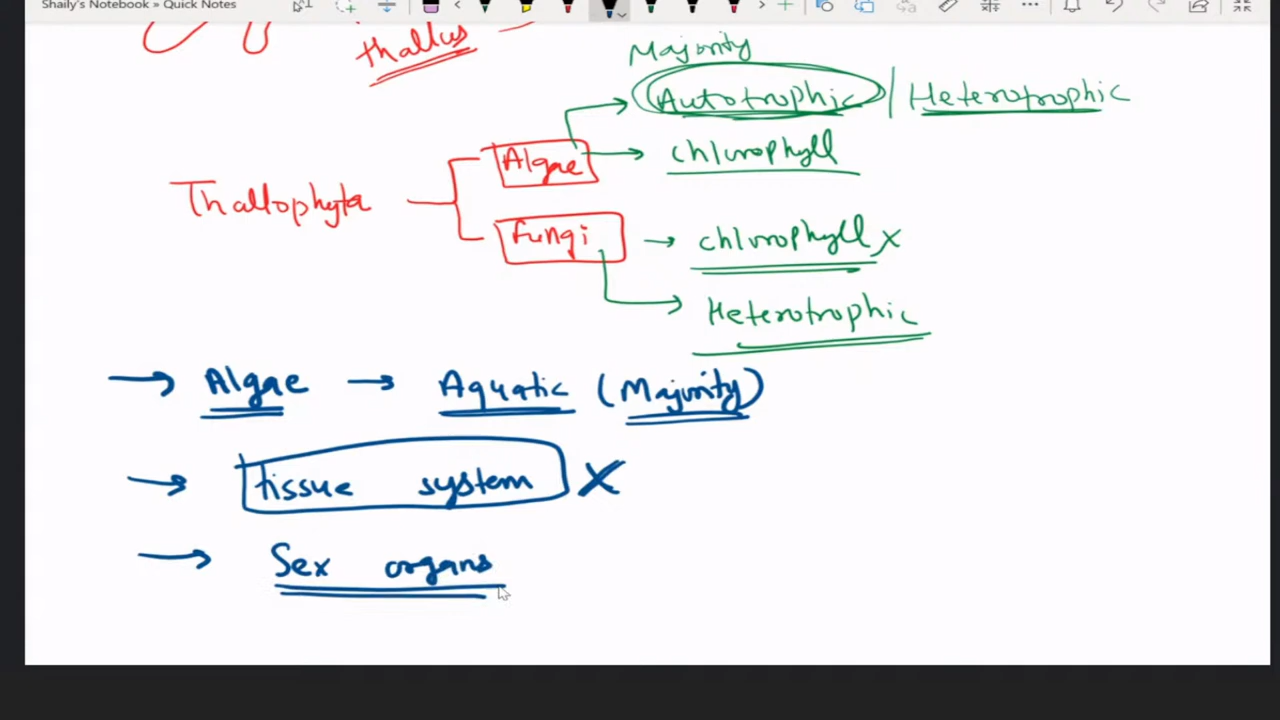 Shaily's Notebook » Quick Notes
thallus
Majority
Autotrophic | Heterotrophic
Algae → chlorophyll
Thallophyta
Fungi → chlorophyll X
Heterotrophic
→ Algae → Aquatic (Majority)
→ tissue system X
→ Sex organs